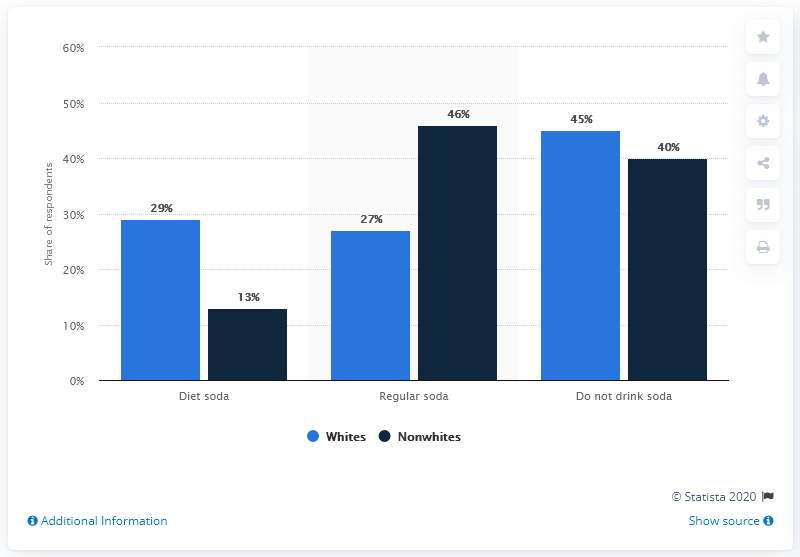 60%
50%
40%
30%
20%
10%
0%
Share of respondents
29%
13%
27%
46%
45%
40%
Diet soda
Regular soda
Do not drink soda
Whites Nonwhites
© Statista 2020
Additional Information
Show source